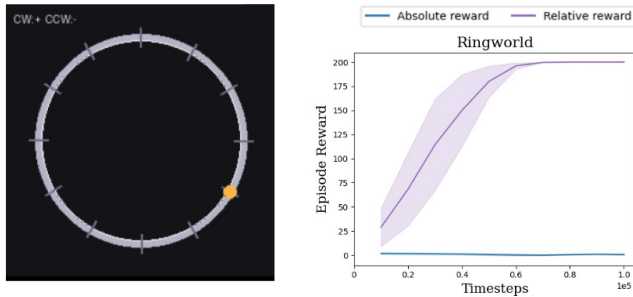 CW:+ CCW:-
Absolute reward Relative reward
Ringworld
Episode Reward
200
175
150
125
100
75
50
25
0
0 0.2 0.4 0.6 0.8 1.0
1e5
Timesteps